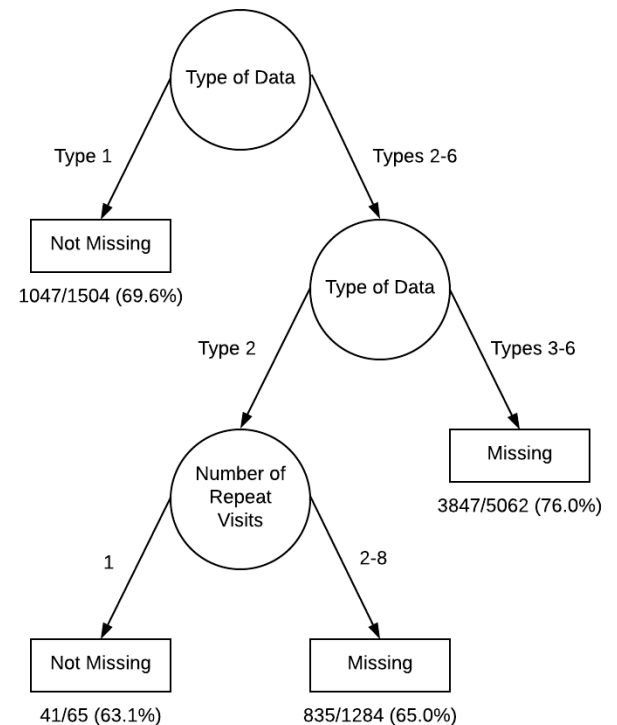 Type of Data
Type 1
Types 2-6
Not Missing
1047/1504 (69.6%)
Type of Data
Type 2
Types 3-6
Missing
3847/5062 (76.0%)
Number of
Repeat
Visits
1
2-8
Not Missing
41/65 (63.1%)
Missing
835/1284 (65.0%)